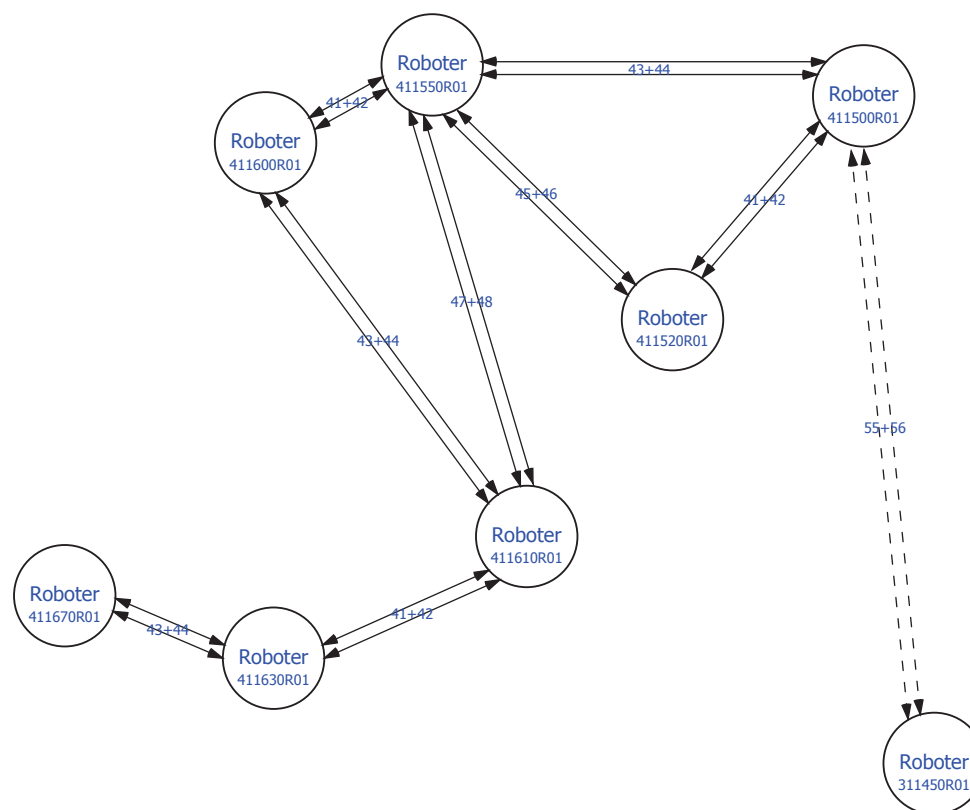 Roboter
411550R01
43+44
Roboter
411500R01
41+42
Roboter
411600R01
45+46
41+42
47+48
Roboter
411520R01
43+44
55+56
Roboter
411610R01
Roboter
411670R01
41+42
43+44
Roboter
411630R01
Roboter
311450R01